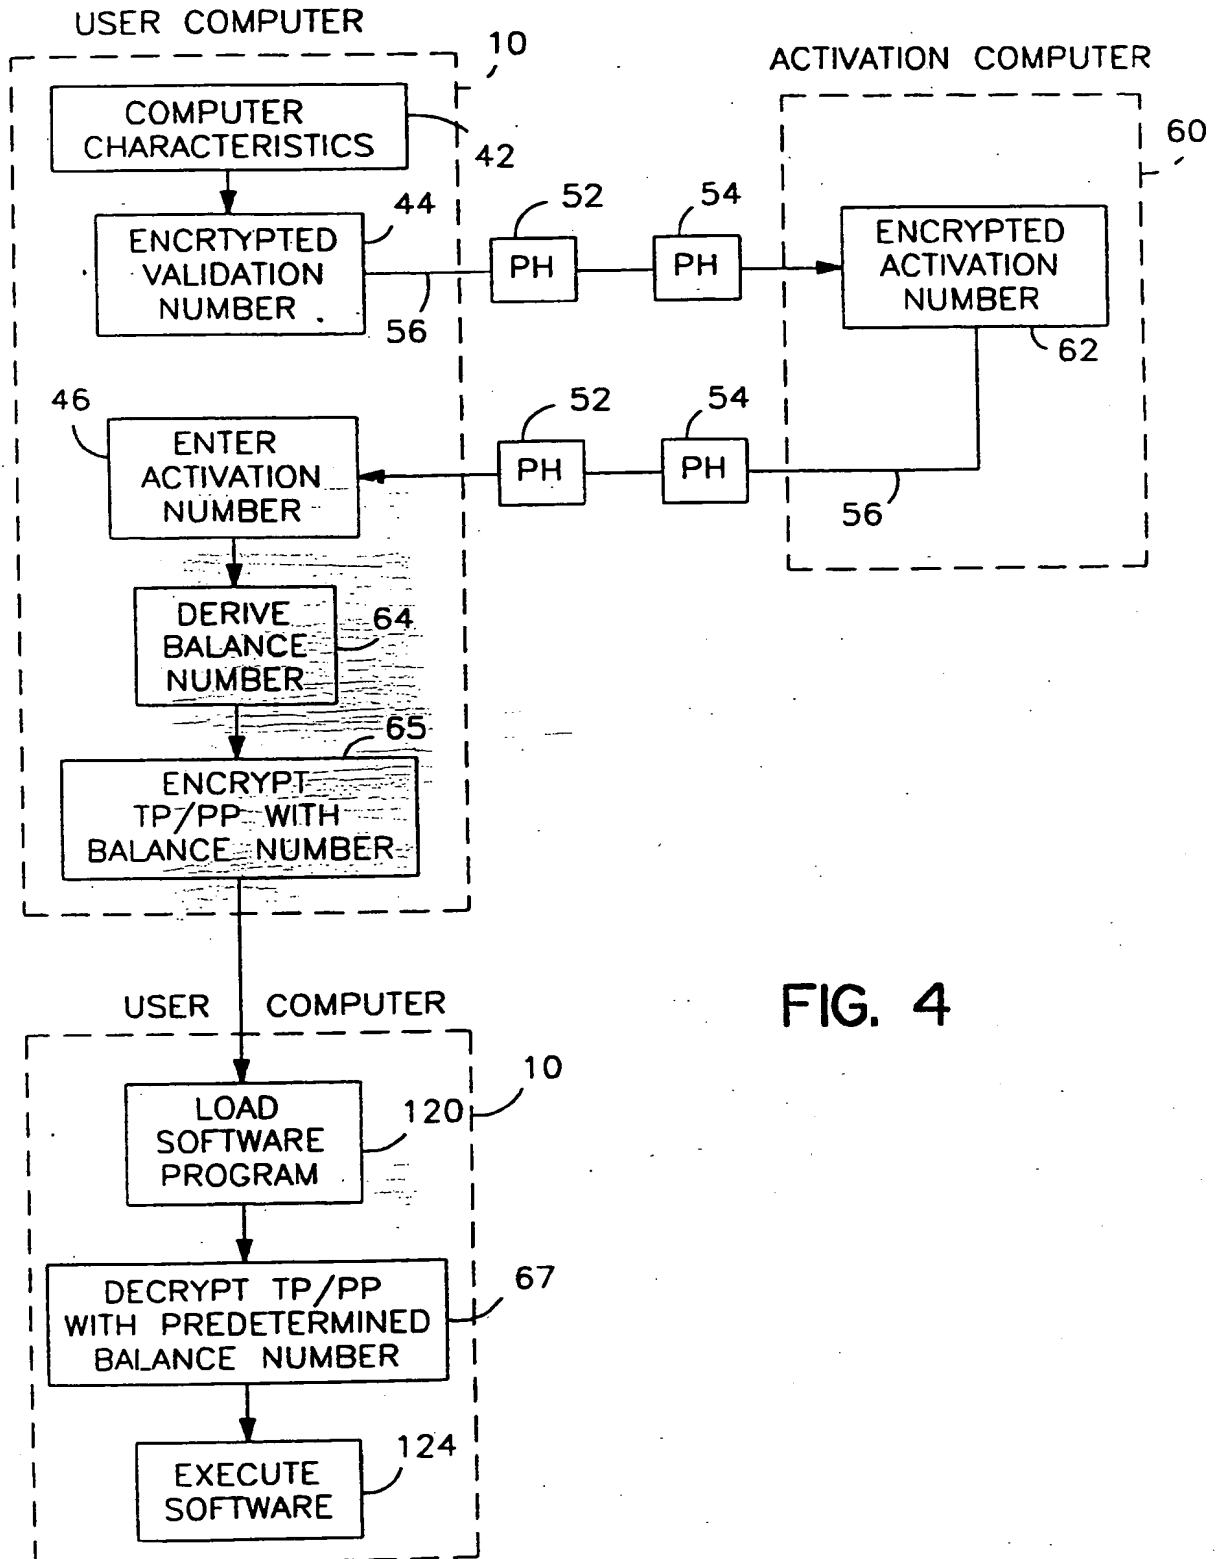 USER COMPUTER
10
ACTIVATION COMPUTER
COMPUTER
CHARACTERISTICS
42
60
44
52
54
ENCRTYPTED
VALIDATION
NUMBER
PH
PH
ENCRYPTED
ACTIVATION
NUMBER
56
62
46
52
54
ENTER
ACTIVATION
NUMBER
PH
PH
56
DERIVE
BALANCE
NUMBER
64
65
ENCRYPT
TP/PP WITH
BALANCE NUMBER
FIG. 4
USER COMPUTER
10
LOAD
SOFTWARE
PROGRAM
120
DECRYPT TP/PP
WITH PREDETERMINED
BALANCE NUMBER
67
EXECUTE
SOFTWARE
124